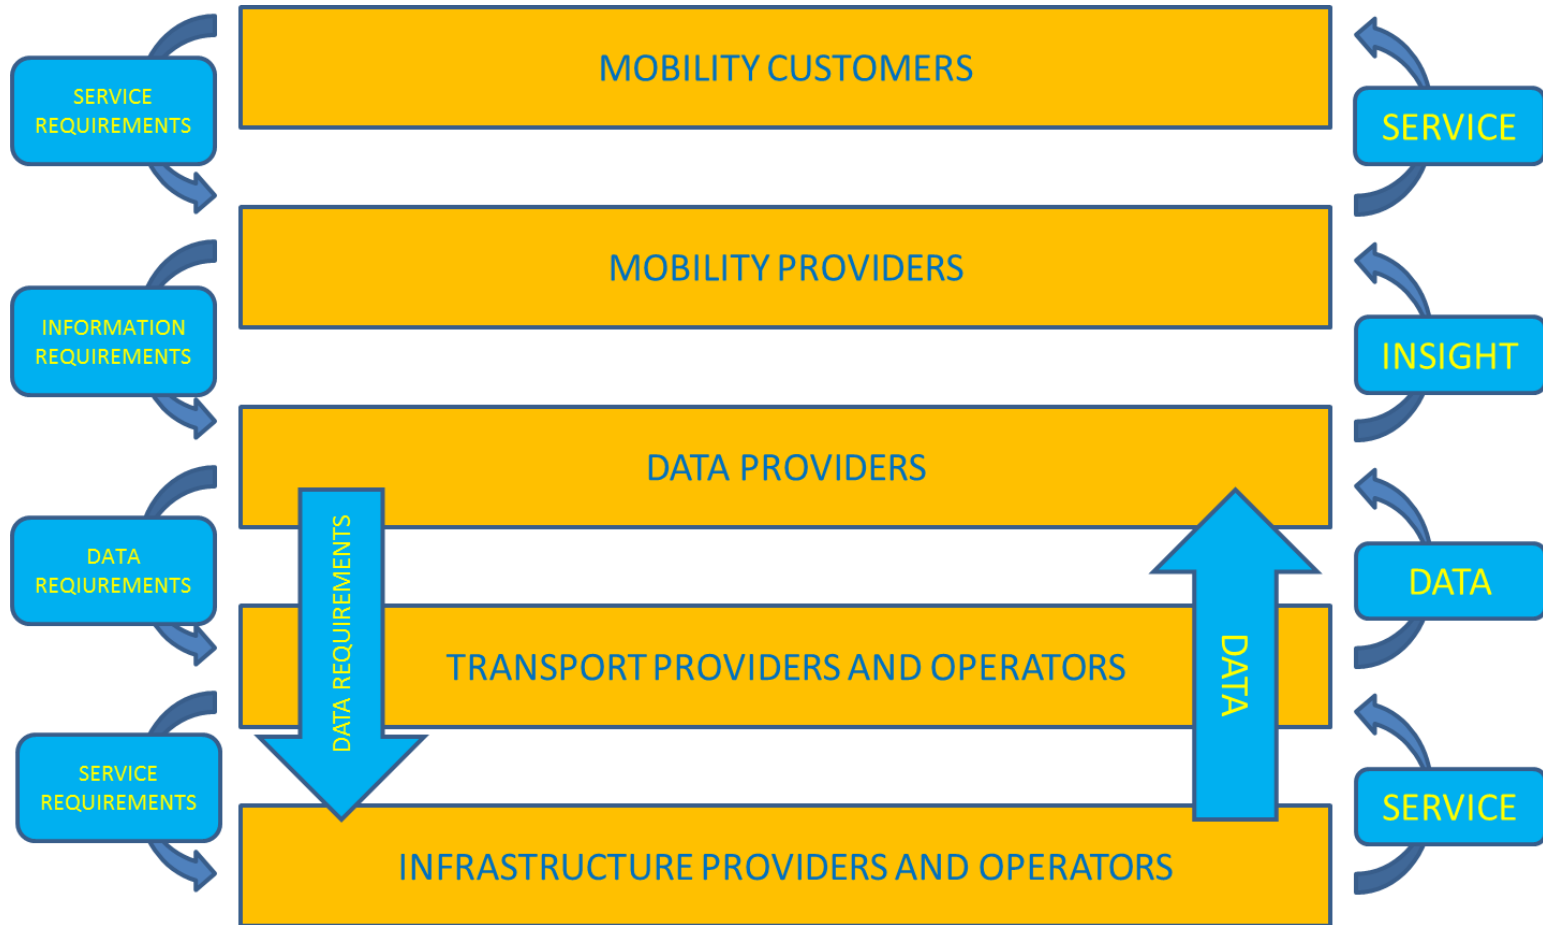 MOBILITY CUSTOMERS
SERVICE
REQUIREMENTS
SERVICE
MOBILITY PROVIDERS
INFORMATION
REQUIREMENTS
INSIGHT
DATA PROVIDERS
DATA
REQIUREMENTS
DATA REQUIREMENTS
DATA
DATA
TRANSPORT PROVIDERS AND OPERATORS
SERVICE
REQUIREMENTS
SERVICE
INFRASTRUCTURE PROVIDERS AND OPERATORS